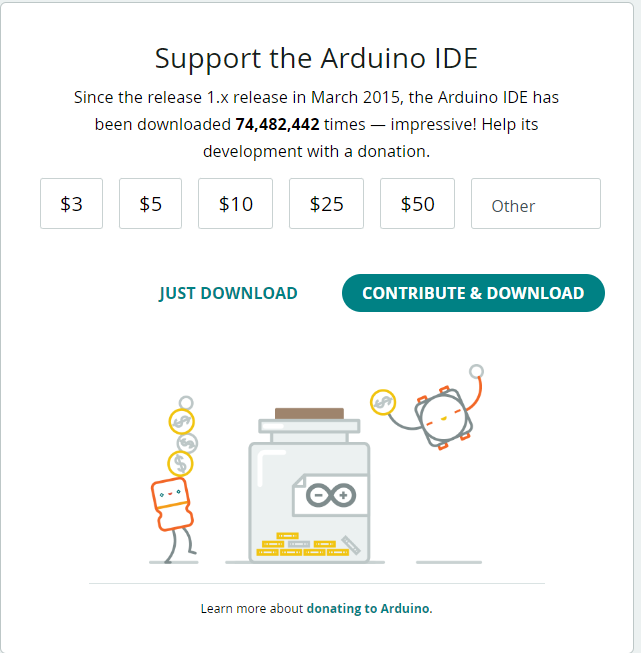 Support the Arduino IDE
Since the release 1.x release in March 2015, the Arduino IDE has
been downloaded 74,482,442 times — impressive! Help its
development with a donation.
$3 $5 $10 $25 $50 Other
JUST DOWNLOAD CONTRIBUTE & DOWNLOAD
Learn more about donating to Arduino.